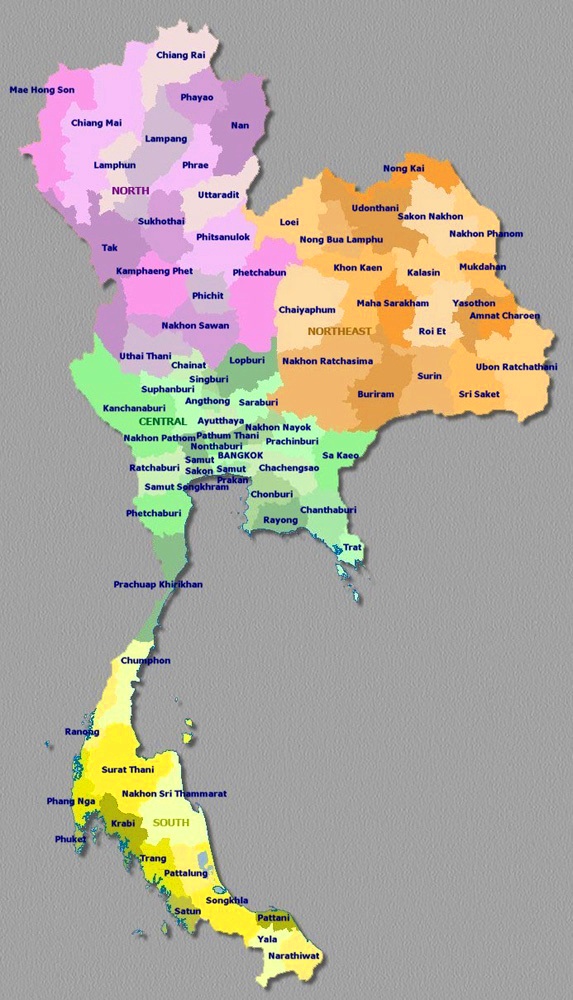 Chiang Rai
Mae Hong Son
Phayao
Chiang Mai
Nan
Lampang
Lamphun
Phrae
NORTH
Uttaradit
Sukhothai
Phitsanulok
Tak
Kamphaeng Phet
Phetchabun
Phichit
Nakhon Sawan
Uthai Thani
Nong Kai
Udonthani
Sakon Nakhon
Loei
Nakhon Phanom
Nong Bua Lamphu
Khon Kaen
Kalasin
Mukdahan
Maha Sarakham
Yasothon
Chaiyaphum
Amnat Charoen
NORTHEAST
Roi Et
Nakhon Ratchasima
Ubon Ratchathani
Surin
Buriram
Sri Saket
Lopburi
Chainat
Singburi
Suphanburi
Angthong
Saraburi
Kanchanaburi
CENTRAL
Ayutthaya
Nakhon Nayok
Nakhon Pathom
Pathum Thani
Prachinburi
Nonthaburi
BANGKOK
Sa Kaeo
Samut
Sakon
Samut
Prakan
Ratchaburi
Chachengsao
Samut Songkhram
Chonburi
Phetchaburi
Chanthaburi
Rayong
Trat
Prachuap Khirikhan
Chumphon
Ranong
Surat Thani
Nakhon Sri Thammarat
Phang Nga
Krabi
SOUTH
Phuket
Trang
Pattalung
Songkhla
Satun
Pattani
Yala
Narathiwat